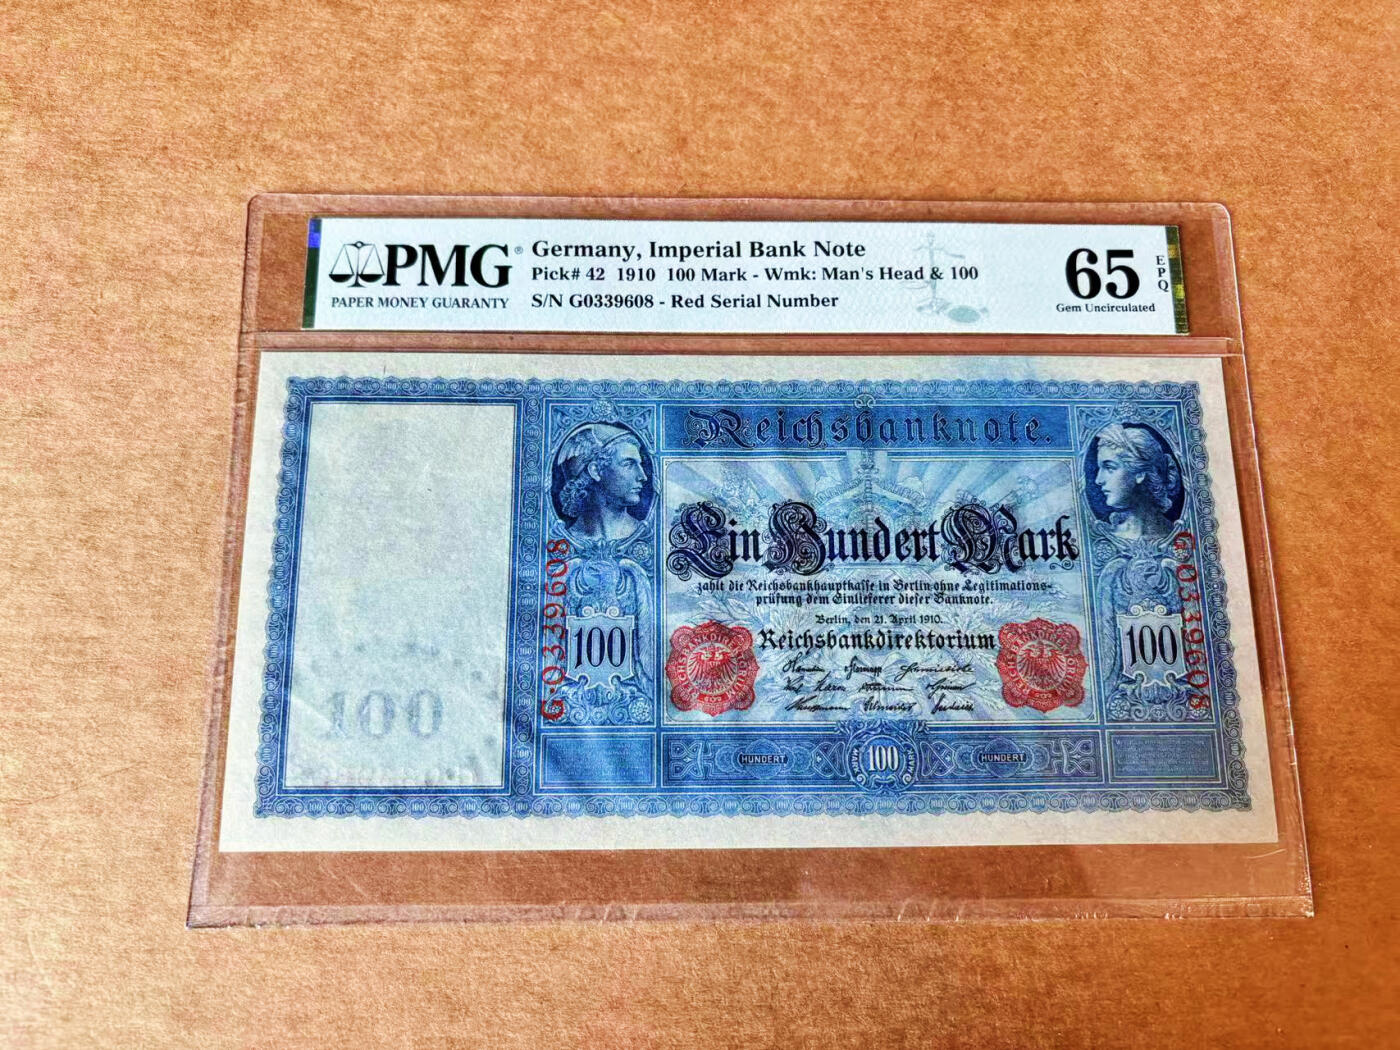 PMG®
PAPER MONEY GUARANTY
Germany, Imperial Bank Note
Pick# 42 1910 100 Mark - Wmk: Man's Head & 100
S/N G0339608 - Red Serial Number
65
EPQ
Gem Uncirculated
Reichsbanknote.
Ein Hundert Mark
zahlt die Reichsbankhauptkasse in Berlin ohne Legitimations-
prüfung dem Einlieferer dieser Banknote.
Berlin, den 21. April 1910.
Reichsbankdirektorium
G·0339608
G·0339608
100
100
100
HUNDERT
100
HUNDERT